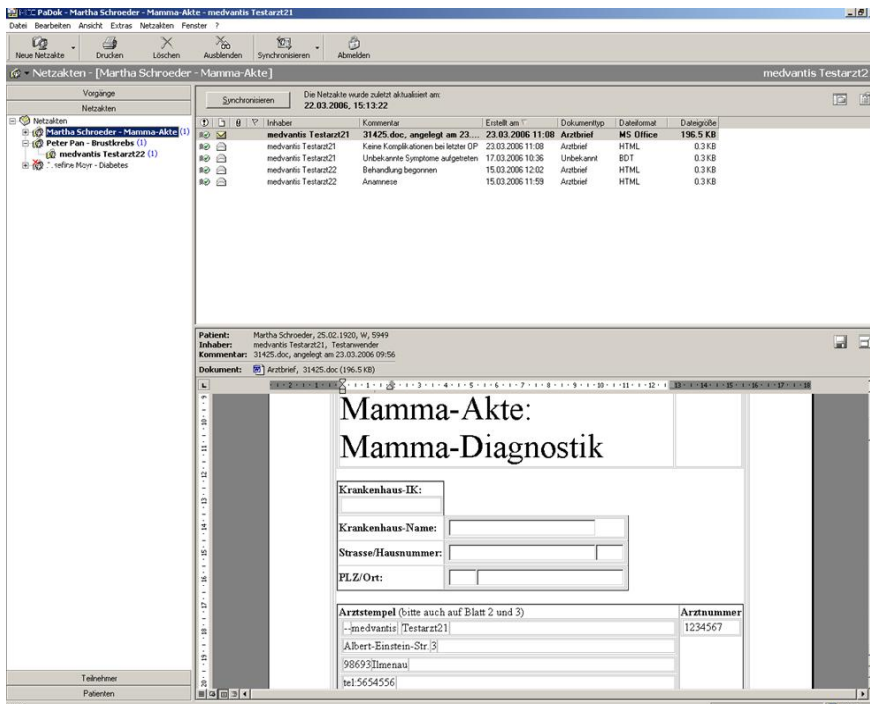 PaDok - Martha Schroeder - Mamma-Akte - medvantis Testarzt21
Datei Bearbeiten Ansicht Extras Netzakten Fenster ?
Neue Netzakte Drucken Löschen Ausblenden Synchronisieren Abmelden
Netzakten - [Martha Schroeder - Mamma-Akte] medvantis Testarzt2
Vorgänge
Netzakten
Netzakten
Martha Schroeder - Mamma-Akte (1)
Peter Pan - Brustkrebs (1)
medvantis Testarzt22 (1)
Mayr - Diabetes
Teilnehmer
Patienten
Synchronisieren
Die Netzakte wurde zuletzt aktualisiert am:
22.03.2006, 15:13:22
Inhaber Kommentar Erstellt am Dokumenttyp Dateiformat Dateigröße
medvantis Testarzt21 31425.doc, angelegt am 23.... 23.03.2006 11:08 Arztbrief MS Office 196.5 KB
medvantis Testarzt21 Keine Komplikationen bei letzter OP 23.03.2006 11:08 Arztbrief HTML 0.3 KB
medvantis Testarzt21 Unbekannte Symptome aufgetreten 17.03.2006 10:36 Unbekannt BDT 0.3 KB
medvantis Testarzt22 Behandlung begonnen 15.03.2006 12:02 Arztbrief HTML 0.3 KB
medvantis Testarzt22 Anamnese 15.03.2006 11:59 Arztbrief HTML 0.3 KB
Patient: Martha Schroeder, 25.02.1920, W, 5949
Inhaber: medvantis Testarzt21, Testanwender
Kommentar: 31425.doc, angelegt am 23.03.2006 09:56
Dokument: Arztbrief, 31425.doc (196.5 KB)
Mamma-Akte:
Mamma-Diagnostik
Krankenhaus-IK:
Krankenhaus-Name:
Strasse/Hausnummer:
PLZ/Ort:
Arztstempel (bitte auch auf Blatt 2 und 3) Arztnummer
--medvantis Testarzt21 1234567
Albert-Einstein-Str. 3
98693 Ilmenau
tel:5654556